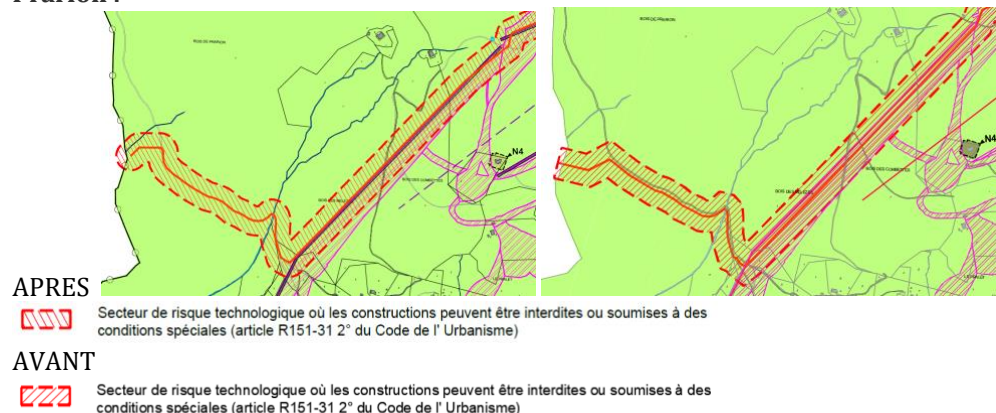 N4
N4
APRES
Secteur de risque technologique où les constructions peuvent être interdites ou soumises à des
conditions spéciales (article R151-31 2° du Code de l' Urbanisme)
AVANT
Secteur de risque technologique où les constructions peuvent être interdites ou soumises à des
conditions spéciales (article R151-31 2° du Code de l' Urbanisme)